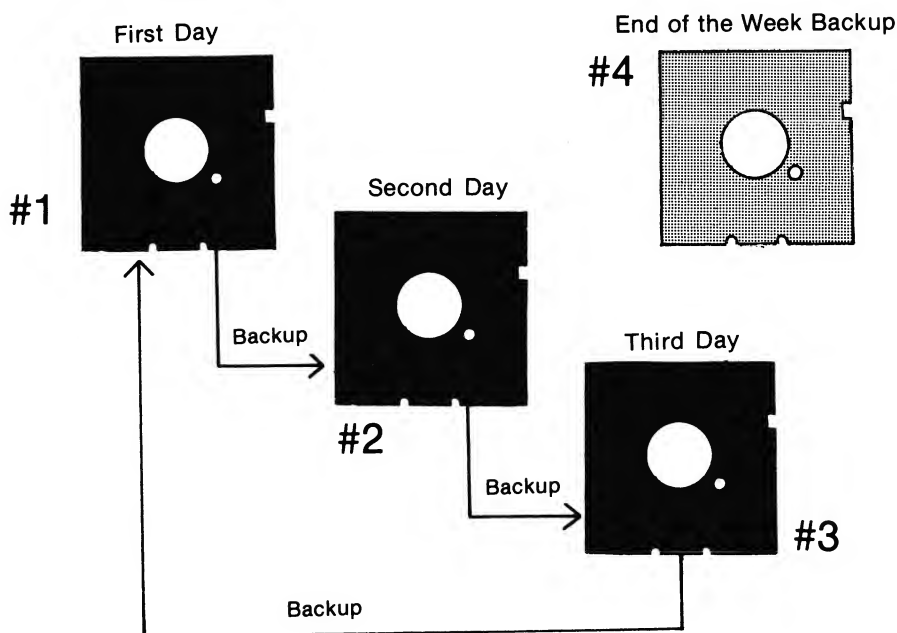 First Day
End of the Week Backup
#4
#1
Second Day
Backup
Third Day
#2
Backup
#3
Backup